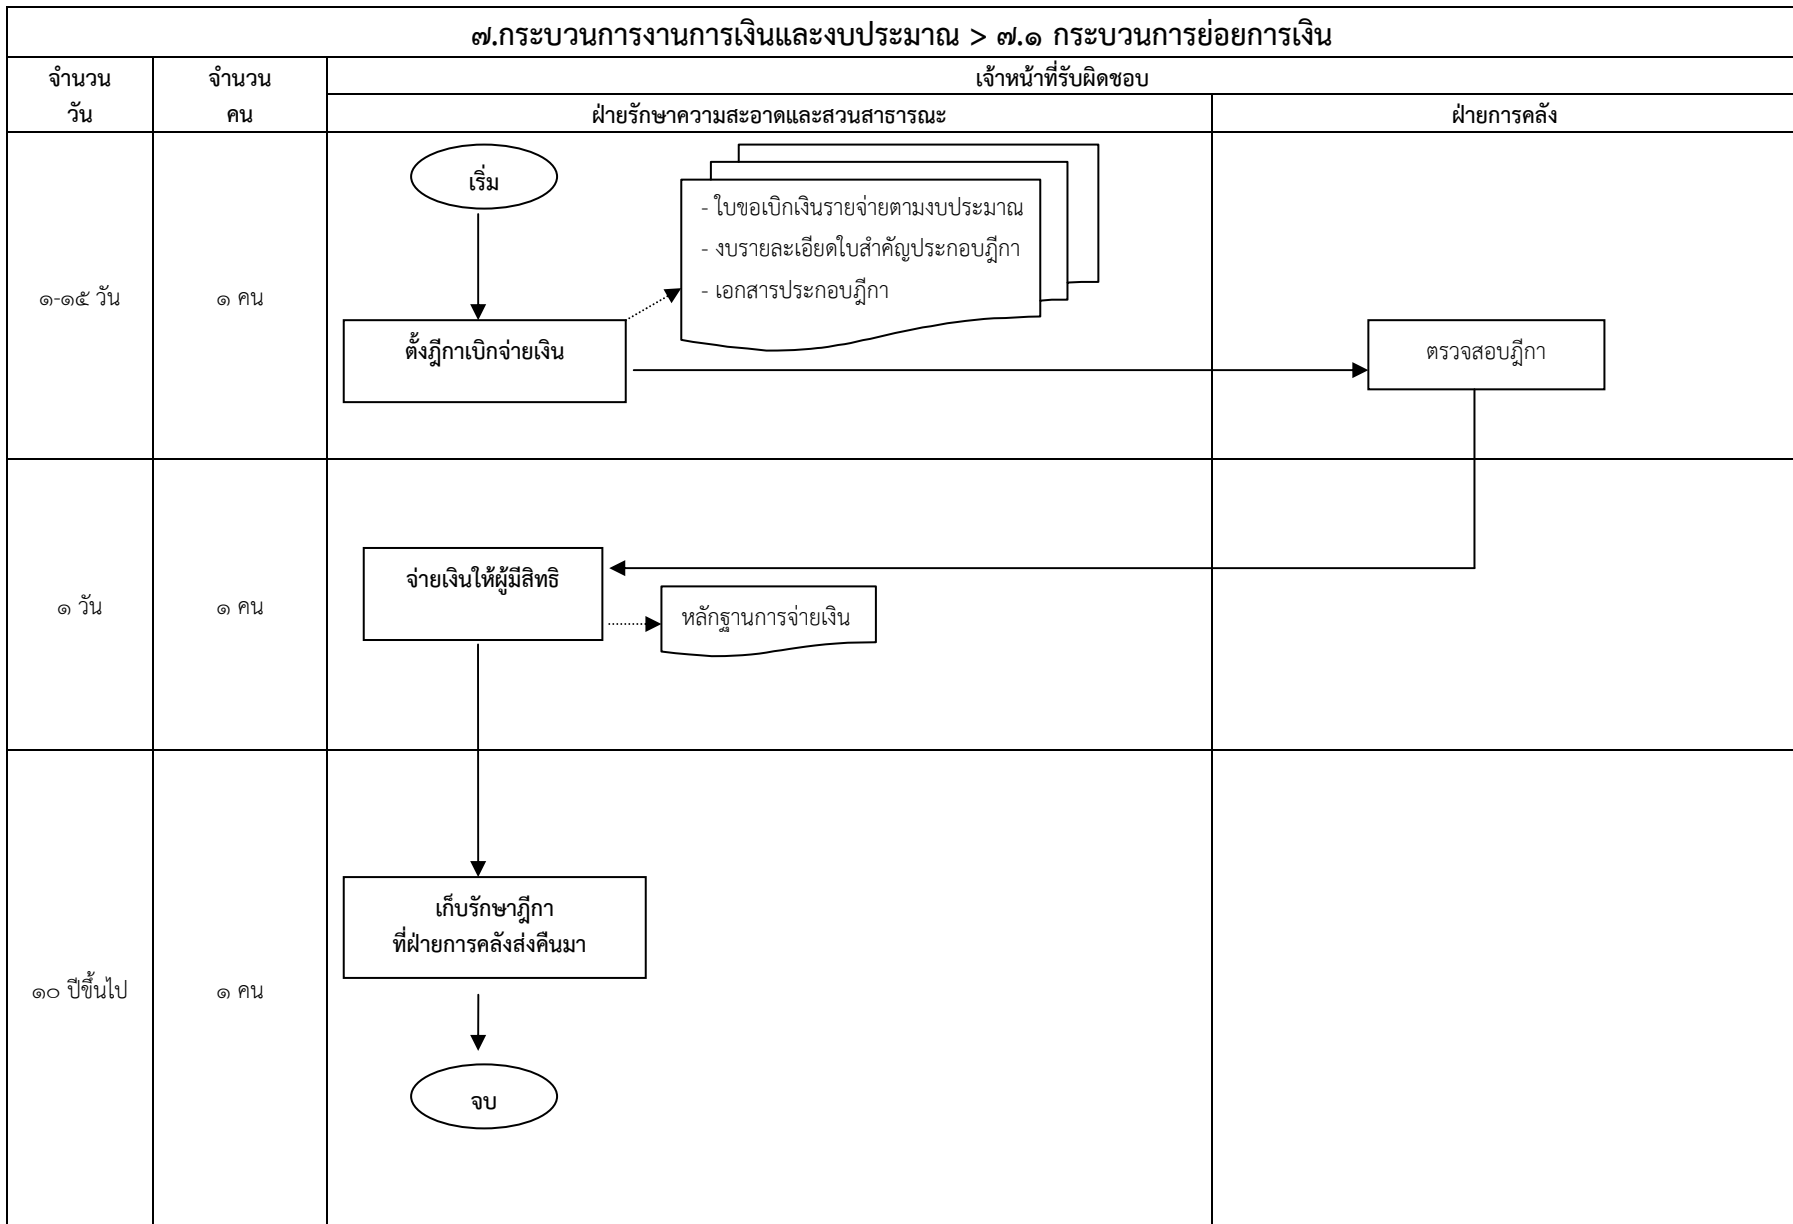 ๗.กระบวนการงานการเงินและงบประมาณ > ๗.๑ กระบวนการย่อยการเงิน
จำนวน
วัน
จำนวน
คน
เจ้าหน้าที่รับผิดชอบ
ฝ่ายรักษาความสะอาดและสวนสาธารณะ
ฝ่ายการคลัง
๑-๑๕ วัน
๑ คน
เริ่ม
- ใบขอเบิกเงินรายจ่ายตามงบประมาณ
- งบรายละเอียดใบสำคัญประกอบฎีกา
- เอกสารประกอบฎีกา
ตั้งฎีกาเบิกจ่ายเงิน
ตรวจสอบฎีกา
๑ วัน
๑ คน
จ่ายเงินให้ผู้มีสิทธิ
หลักฐานการจ่ายเงิน
๑๐ ปีขึ้นไป
๑ คน
เก็บรักษาฎีกา
ที่ฝ่ายการคลังส่งคืนมา
จบ